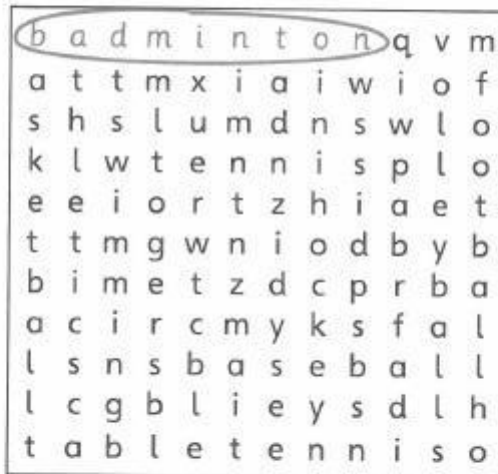 b a d m i n t o n q v m
a t t m x i a i w i o f
s h s l u m d n s w l o
k l w t e n n i s p l o
e e i o r t z h i a e t
t t m g w n i o d b y b
b i m e t z d c p r b a
a c i r c m y k s f a l
l s n s b a s e b a l l
l c g b l i e y s d l h
t a b l e t e n n i s o